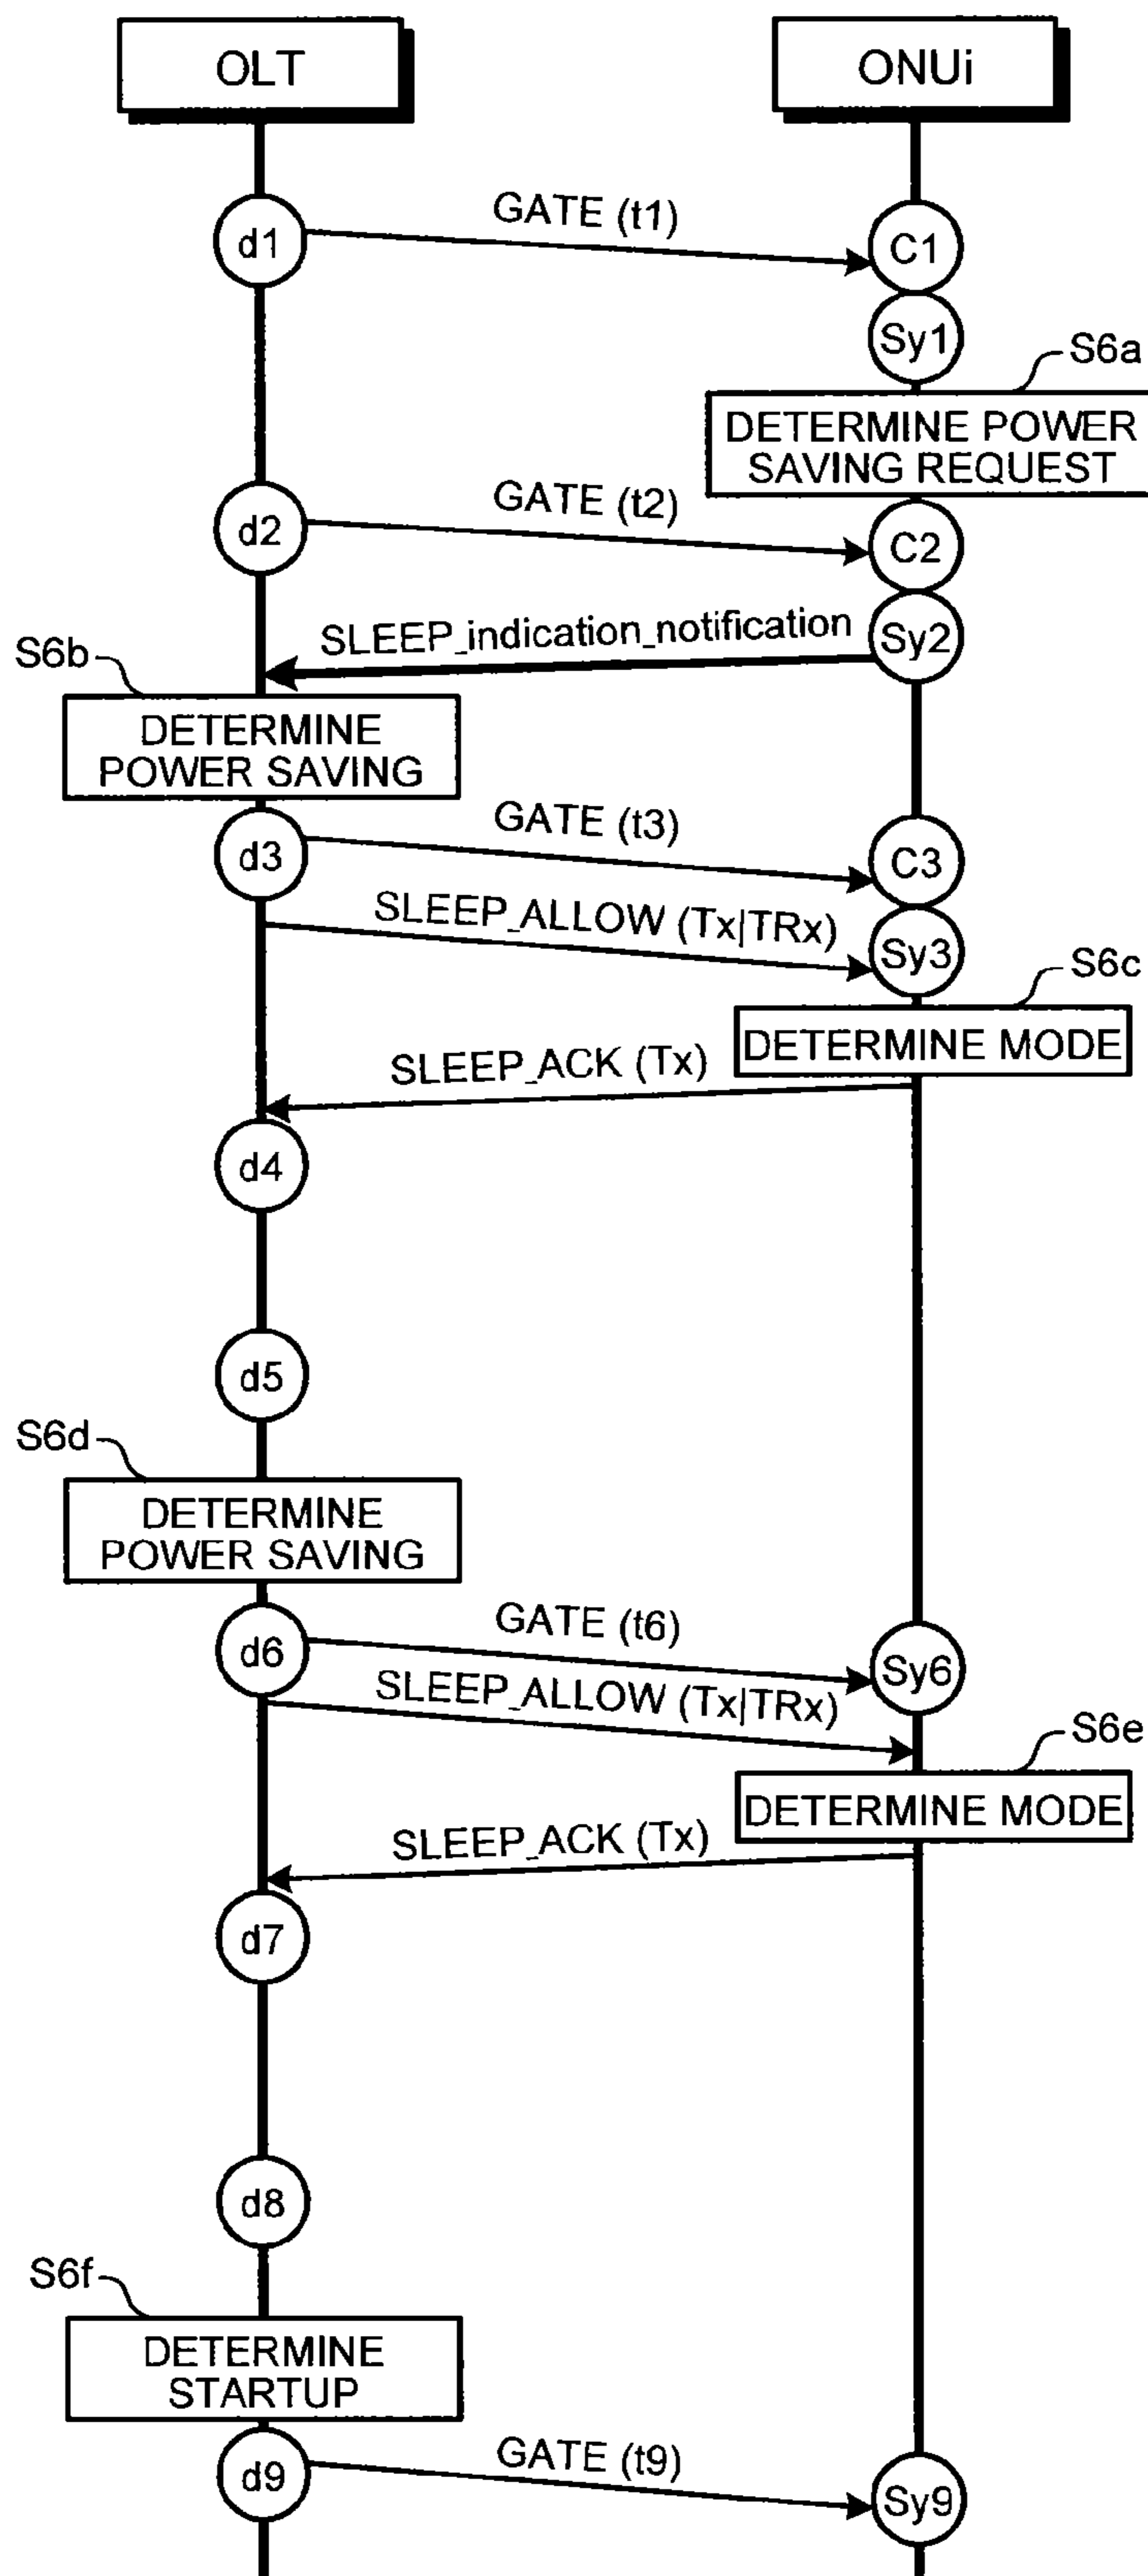 OLT
ONUi
d1
GATE (t1)
C1
Sy1
S6a
DETERMINE POWER
SAVING REQUEST
d2
GATE (t2)
C2
Sy2
SLEEP_indication_notification
S6b
DETERMINE
POWER SAVING
d3
GATE (t3)
C3
SLEEP_ALLOW (Tx|TRx)
Sy3
S6c
DETERMINE MODE
SLEEP_ACK (Tx)
d4
d5
S6d
DETERMINE
POWER SAVING
d6
GATE (t6)
Sy6
SLEEP_ALLOW (Tx|TRx)
S6e
DETERMINE MODE
SLEEP_ACK (Tx)
d7
d8
S6f
DETERMINE
STARTUP
d9
GATE (t9)
Sy9